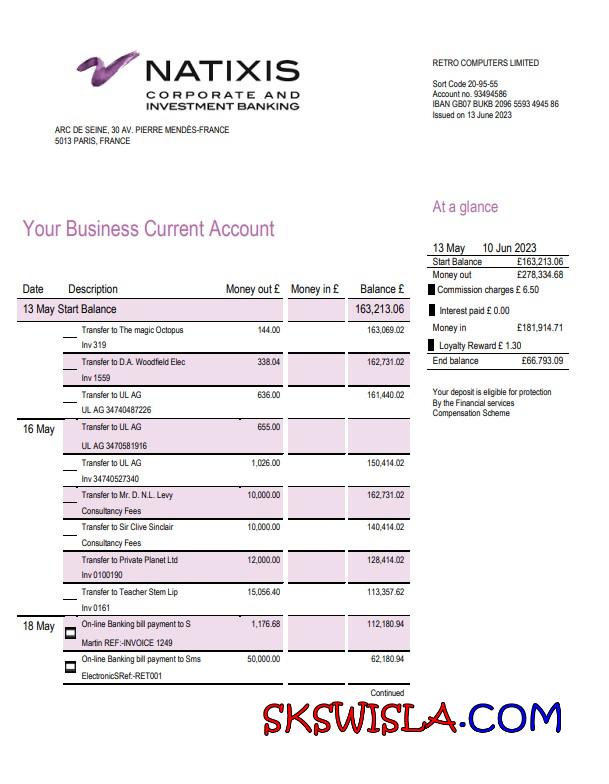 NATIXIS
CORPORATE AND
INVESTMENT BANKING
ARC DE SEINE, 30 AV. PIERRE MENDÈS-FRANCE
5013 PARIS, FRANCE
RETRO COMPUTERS LIMITED
Sort Code 20-95-55
Account no. 93494586
IBAN GB07 BUKB 2096 5593 4945 86
Issued on 13 June 2023
Your Business Current Account
At a glance
13 May 10 Jun 2023
Start Balance £163,213.06
Money out £278,334.68
Commission charges £ 6.50
Interest paid £ 0.00
Money in £181,914.71
Loyalty Reward £ 1.30
End balance £66.793.09
Your deposit is eligible for protection
By the Financial services
Compensation Scheme
Date Description Money out £ Money in £ Balance £
13 May Start Balance 163,213.06
Transfer to The magic Octopus 144.00 163,069.02
Inv 319
Transfer to D.A. Woodfield Elec 338.04 162,731.02
Inv 1559
Transfer to UL AG 636.00 161,440.02
UL AG 34740487226
16 May Transfer to UL AG 655.00
UL AG 3470581916
Transfer to UL AG 1,026.00 150,414.02
Inv 34740527340
Transfer to Mr. D. N.L. Levy 10,000.00 162,731.02
Consultancy Fees
Transfer to Sir Clive Sinclair 10,000.00 140,414.02
Consultancy Fees
Transfer to Private Planet Ltd 12,000.00 128,414.02
Inv 0100190
Transfer to Teacher Stem Lip 15,056.40 113,357.62
Inv 0161
18 May On-line Banking bill payment to S 1,176.68 112,180.94
Martin REF:-INVOICE 1249
On-line Banking bill payment to Sms 50,000.00 62,180.94
ElectronicSRef:-RET001
Continued
SKSWISLA.COM